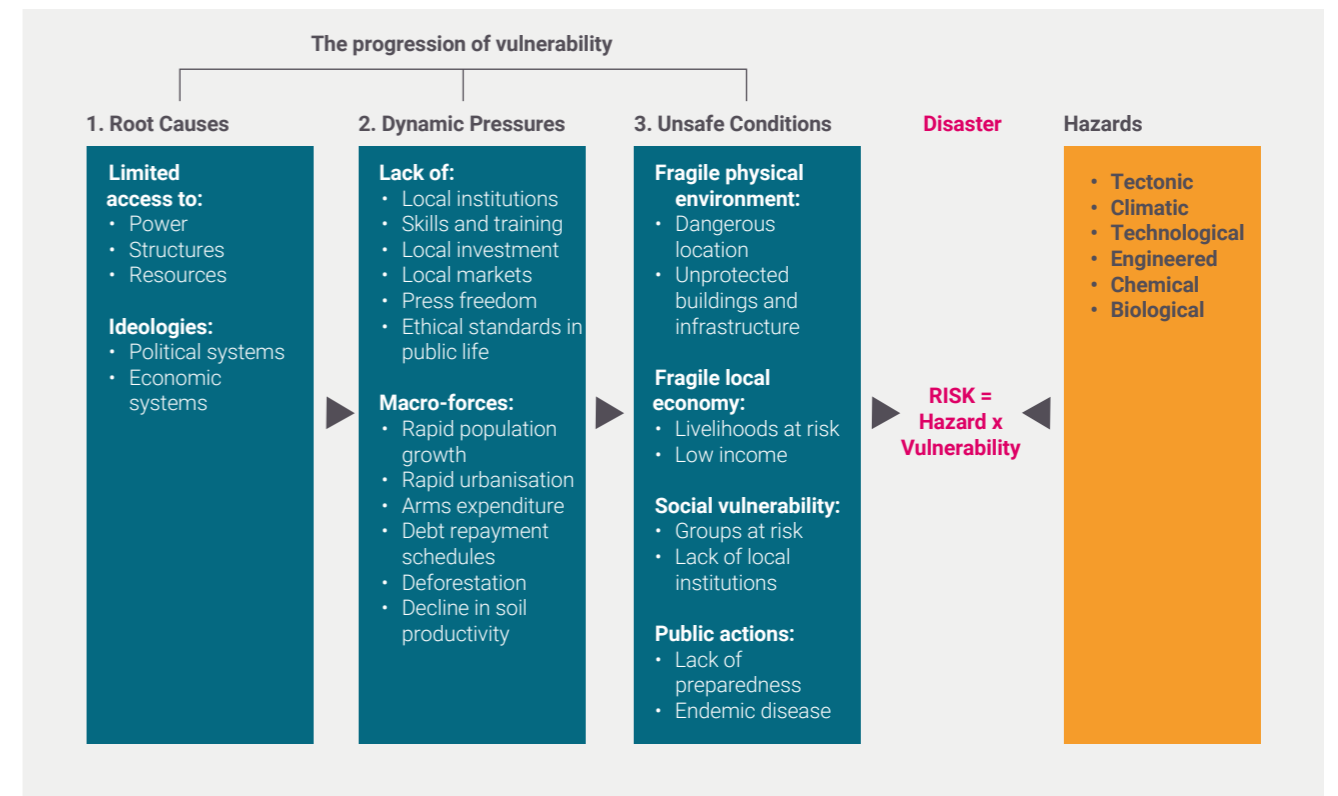 The progression of vulnerability
1. Root Causes
Limited
access to:
• Power
• Structures
• Resources
Ideologies:
• Political systems
• Economic
systems
2. Dynamic Pressures
Lack of:
• Local institutions
• Skills and training
• Local investment
• Local markets
• Press freedom
• Ethical standards in
public life
Macro-forces:
• Rapid population
growth
• Rapid urbanisation
• Arms expenditure
• Debt repayment
schedules
• Deforestation
• Decline in soil
productivity
3. Unsafe Conditions
Fragile physical
environment:
• Dangerous
location
• Unprotected
buildings and
infrastructure
Fragile local
economy:
• Livelihoods at risk
• Low income
Social vulnerability:
• Groups at risk
• Lack of local
institutions
Public actions:
• Lack of
preparedness
• Endemic disease
Disaster
RISK =
Hazard x
Vulnerability
Hazards
• Tectonic
• Climatic
• Technological
• Engineered
• Chemical
• Biological